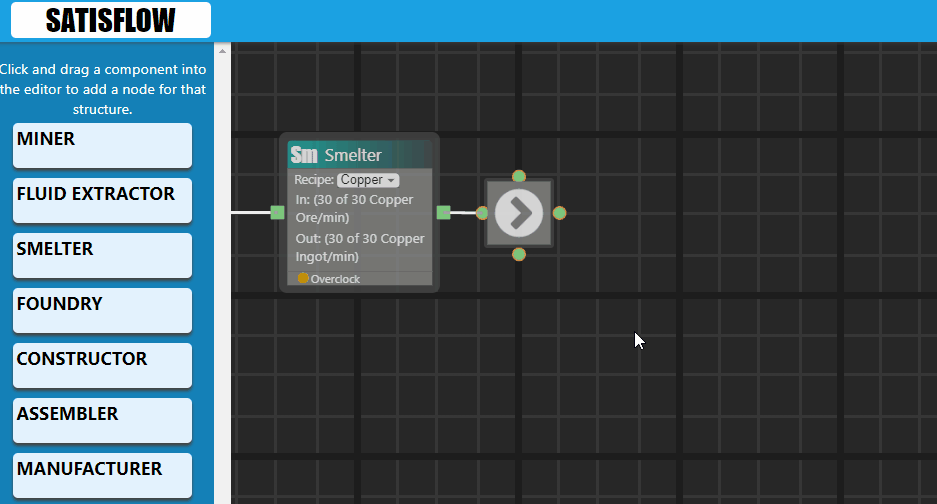 SATISFLOW
Click and drag a component into
the editor to add a node for that
structure.
MINER
FLUID EXTRACTOR
SMELTER
FOUNDRY
CONSTRUCTOR
ASSEMBLER
MANUFACTURER
Sm Smelter
Recipe: Copper
In: (30 of 30 Copper
Ore/min)
Out: (30 of 30 Copper
Ingot/min)
Overclock